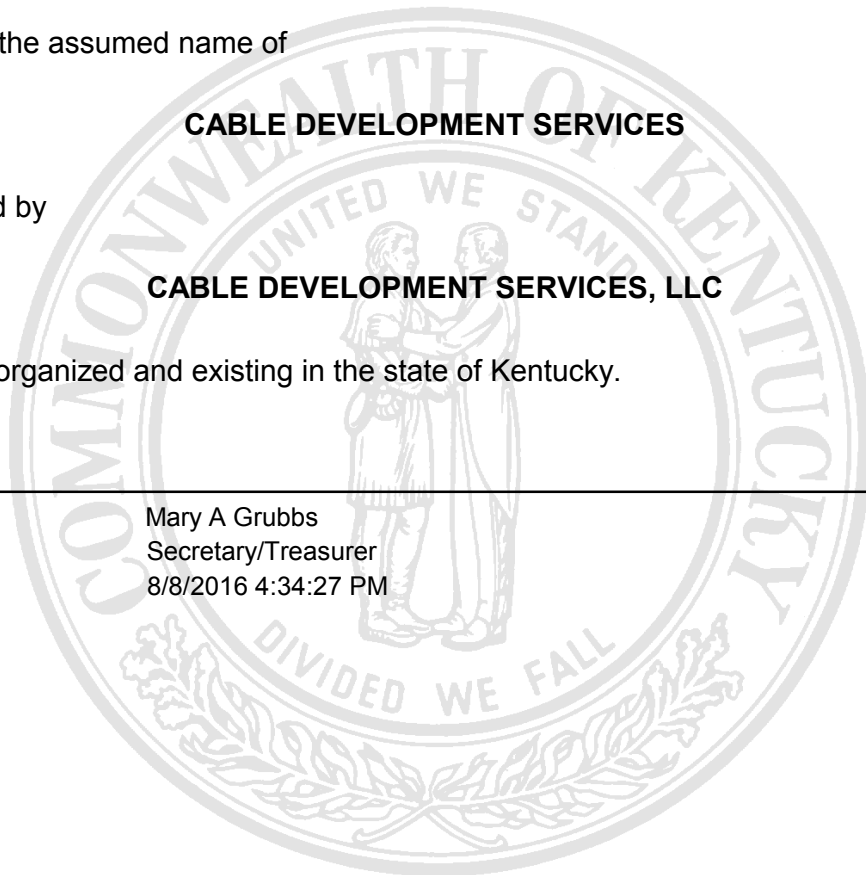 the assumed name of
CABLE DEVELOPMENT SERVICES
d by
CABLE DEVELOPMENT SERVICES, LLC
organized and existing in the state of Kentucky.
Mary A Grubbs
Secretary/Treasurer
8/8/2016 4:34:27 PM
COMMONWEALTH OF KENTUCKY
UNITED WE STAND
DIVIDED WE FALL